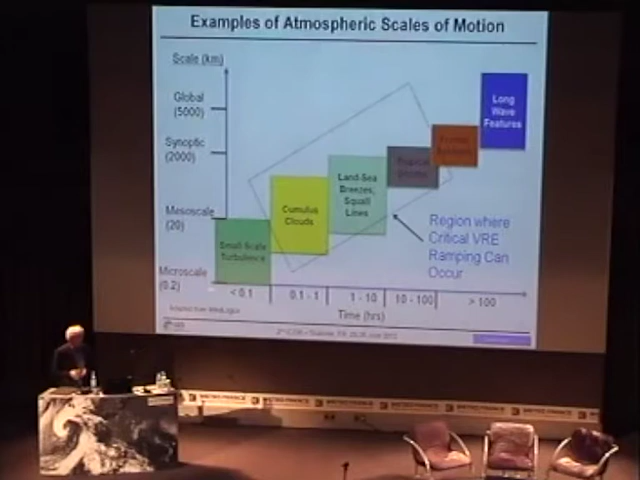 Examples of Atmospheric Scales of Motion
Scale (km)
Global
(5000)
Synoptic
(2000)
Mesoscale
(20)
Microscale
(0.2)
Small-Scale
Turbulence
Cumulus
Clouds
Land-Sea
Breezes,
Squall
Lines
Long
Wave
Features
Region where
Critical VRE
Ramping Can
Occur
< 0.1
0.1 - 1
1 - 10
10 - 100
> 100
Time (hrs)
METEO FRANCE